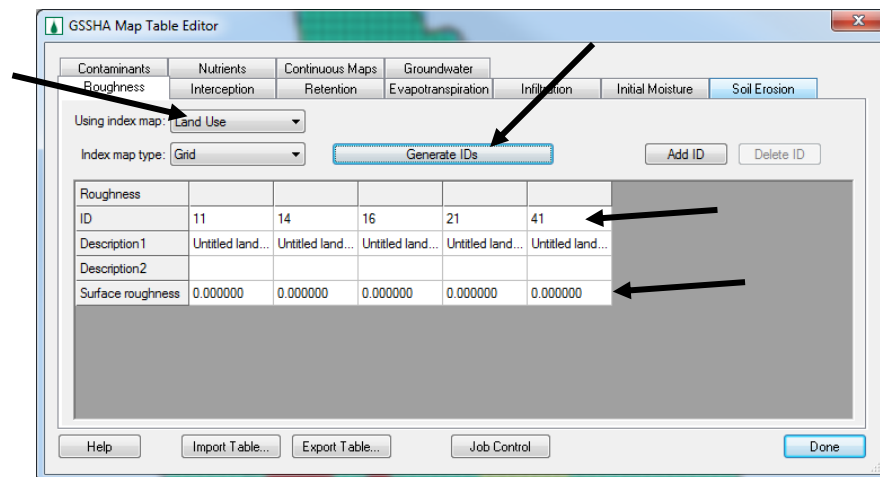 GSSHA Map Table Editor
Contaminants Nutrients Continuous Maps Groundwater
Roughness Interception Retention Evapotranspiration Infiltration Initial Moisture Soil Erosion
Using index map: Land Use
Index map type: Grid Generate IDs Add ID Delete ID
Roughness
ID 11 14 16 21 41
Description1 Untitled land... Untitled land... Untitled land... Untitled land... Untitled land...
Description2
Surface roughness 0.000000 0.000000 0.000000 0.000000 0.000000
Help Import Table... Export Table... Job Control Done